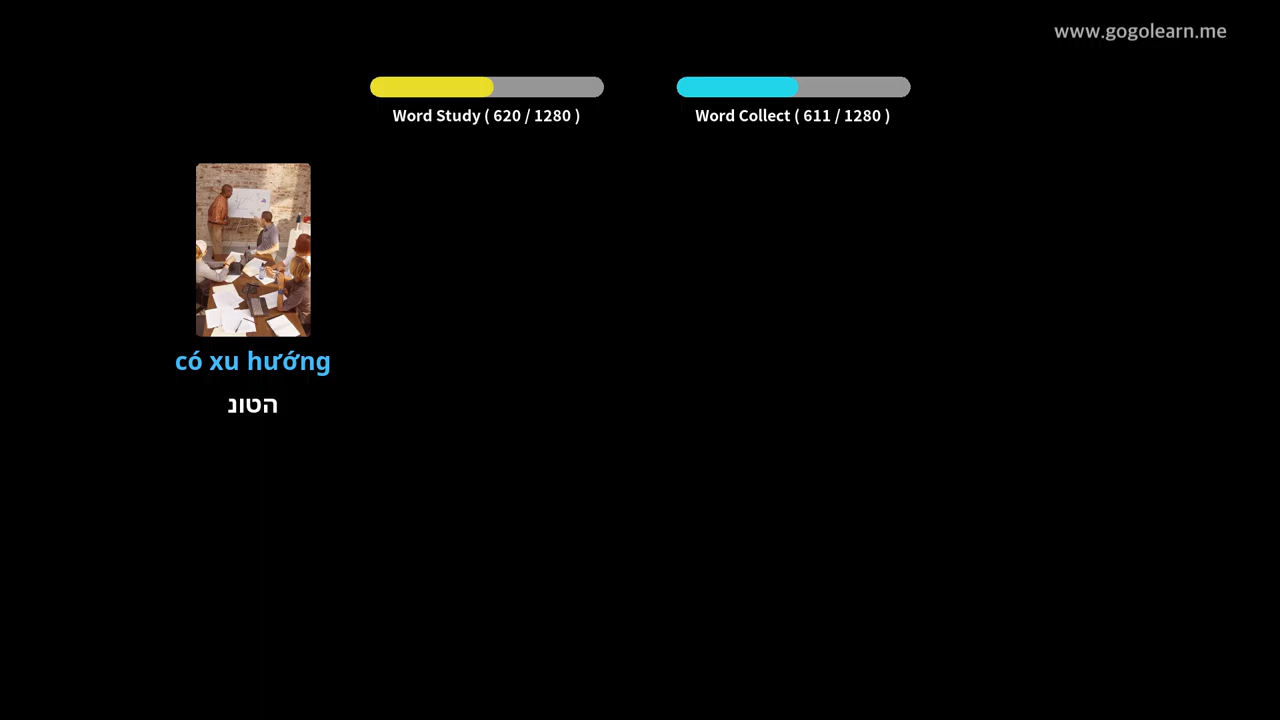 www.gogolearn.me
Word Study ( 620 / 1280 )
Word Collect ( 611 / 1280 )
có xu hướng
הטונ